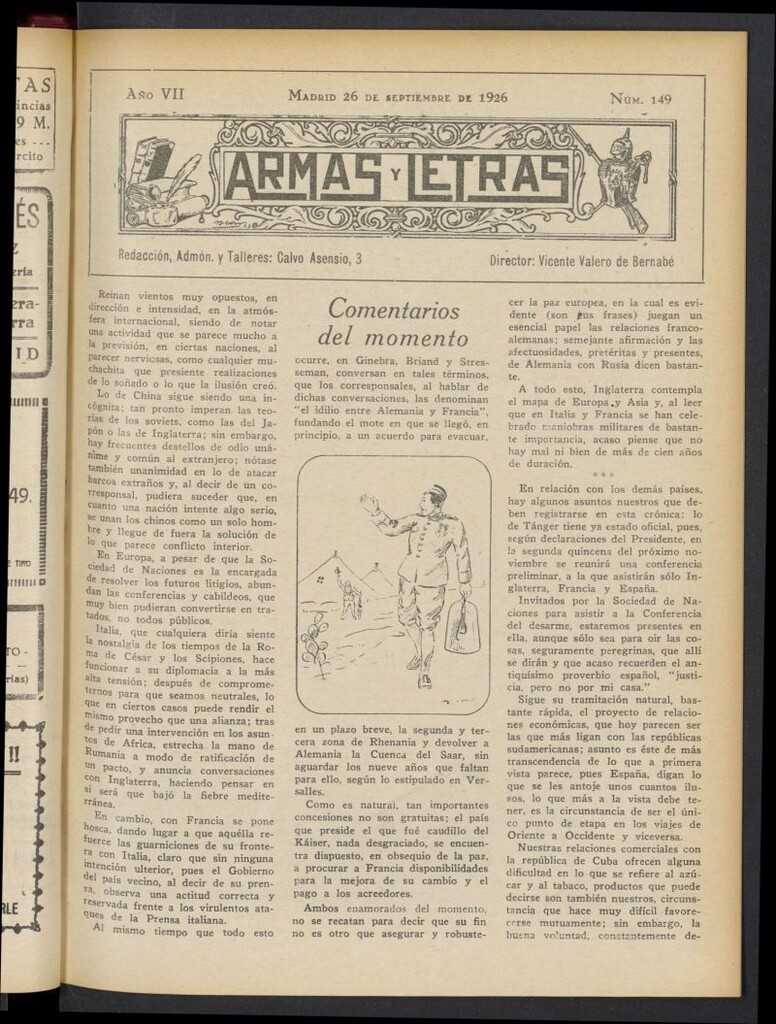 AS
incias
9 M.
es ...
rcito
ÉS
Z
ería
era-
rra
ID
49.
E TIRO
TO -
rias)
!!
RLE
AÑO VII
MADRID 26 DE SEPTIEMBRE DE 1926
NÚM. 149
ARMAS Y LETRAS
Redacción, Admón. y Talleres: Calvo Asensio, 3
Director: Vicente Valero de Bernabé
Reinan vientos muy opuestos, en
dirección e intensidad, en la atmós-
fera internacional, siendo de notar
una actividad que se parece mucho a
la previsión, en ciertas naciones, al
parecer nerviosas, como cualquier mu-
chachita que presiente realizaciones
de lo soñado o lo que la ilusión creó.
Lo de China sigue siendo una in-
cógnita; tan pronto imperan las teo-
rías de los soviets, como las del Ja-
pón o las de Inglaterra; sin embargo,
hay frecuentes destellos de odio uná-
nime y común al extranjero; nótase
también unanimidad en lo de atacar
barcos extraños y, al decir de un co-
rresponsal, pudiera suceder que, en
cuanto una nación intente algo serio,
se unan los chinos como un solo hom-
bre y llegue de fuera la solución de
lo que parece conflicto interior.
En Europa, a pesar de que la So-
ciedad de Naciones es la encargada
de resolver los futuros litigios, abun-
dan las conferencias y cabildeos, que
muy bien pudieran convertirse en tra-
tados, no todos públicos.
Italia, que cualquiera diría siente
la nostalgia de los tiempos de la Ro-
ma de César y los Scipiones, hace
funcionar a su diplomacia a la más
alta tensión; después de comprome-
ternos para que seamos neutrales, lo
que en ciertos casos puede rendir el
mismo provecho que una alianza; tras
de pedir una intervención en los asun-
tos de Africa, estrecha la mano de
Rumania a modo de ratificación de
un pacto, y anuncia conversaciones
con Inglaterra, haciendo pensar en
si será que bajó la fiebre medite-
rránea.
En cambio, con Francia se pone
hosca, dando lugar a que aquélla re-
fuerce las guarniciones de su fronte-
ra con Italia, claro que sin ninguna
intención ulterior, pues el Gobierno
del país vecino, al decir de su pren-
sa, observa una actitud correcta y
reservada frente a los virulentos ata-
ques de la Prensa italiana.
Al mismo tiempo que todo esto
Comentarios
del momento
ocurre, en Ginebra, Briand y Stres-
seman, conversan en tales términos,
que los corresponsales, al hablar de
dichas conversaciones, las denominan
"el idilio entre Alemania y Francia",
fundando el mote en que se llegó, en
principio, a un acuerdo para evacuar,
en un plazo breve, la segunda y ter-
cera zona de Rhenania y devolver a
Alemania la Cuenca del Saar, sin
aguardar los nueve años que faltan
para ello, según lo estipulado en Ver-
salles.
Como es natural, tan importantes
concesiones no son gratuitas; el país
que preside el que fué caudillo del
Káiser, nada desgraciado, se encuen-
tra dispuesto, en obsequio de la paz,
a procurar a Francia disponibilidades
para la mejora de su cambio y el
pago a los acreedores.
Ambos enamorados del momento,
no se recatan para decir que su fin
no es otro que asegurar y robuste-
cer la paz europea, en la cual es evi-
dente (son sus frases) juegan un
esencial papel las relaciones franco-
alemanas; semejante afirmación y las
afectuosidades, pretéritas y presentes,
de Alemania con Rusia dicen bastan-
te.
A todo esto, Inglaterra contempla
el mapa de Europa y Asia y, al leer
que en Italia y Francia se han cele-
brado maniobras militares de bastan-
te importancia, acaso piense que no
hay mal ni bien de más de cien años
de duración.
* * *
En relación con los demás países,
hay algunos asuntos nuestros que de-
ben registrarse en esta crónica: lo
de Tánger tiene ya estado oficial, pues,
según declaraciones del Presidente, en
la segunda quincena del próximo no-
viembre se reunirá una conferencia
preliminar, a la que asistirán sólo In-
glaterra, Francia y España.
Invitados por la Sociedad de Na-
ciones para asistir a la Conferencia
del desarme, estaremos presentes en
ella, aunque sólo sea para oir las co-
sas, seguramente peregrinas, que allí
se dirán y que acaso recuerden el an-
tiquísimo proverbio español, "justi-
cia, pero no por mi casa."
Sigue su tramitación natural, bas-
tante rápida, el proyecto de relacio-
nes económicas, que hoy parecen ser
las que más ligan con las repúblicas
sudamericanas; asunto es éste de más
transcendencia de lo que a primera
vista parece, pues España, digan lo
que se les antoje unos cuantos ilu-
sos, lo que más a la vista debe te-
ner, es la circunstancia de ser el úni-
co punto de etapa en los viajes de
Oriente a Occidente y viceversa.
Nuestras relaciones comerciales con
la república de Cuba ofrecen alguna
dificultad en lo que se refiere al azú-
car y al tabaco, productos que puede
decirse son también nuestros, circuns-
tancia que hace muy difícil favore-
cerse mutuamente; sin embargo, la
buena voluntad, constantemente de-